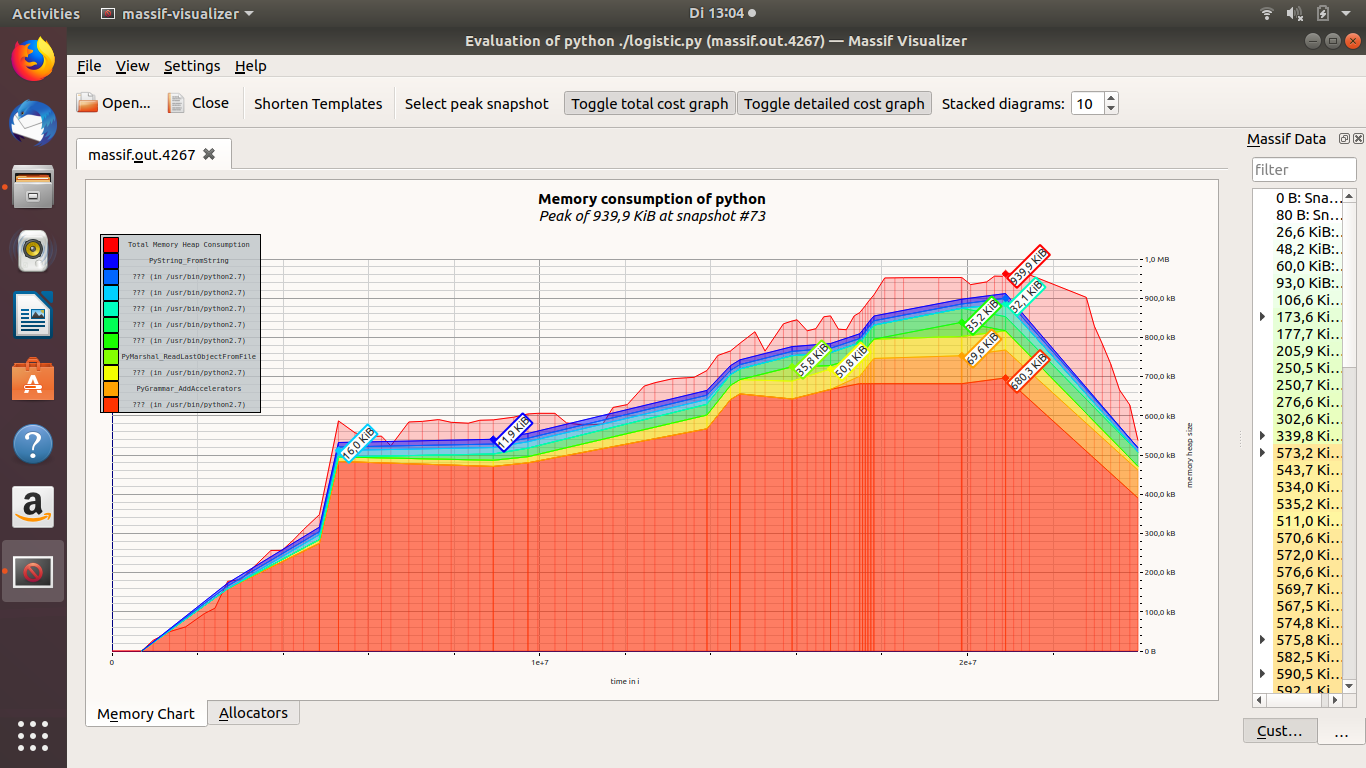 Activities massif-visualizer Di 13:04
Evaluation of python ./logistic.py (massif.out.4267) — Massif Visualizer
File View Settings Help
Open... Close Shorten Templates Select peak snapshot Toggle total cost graph Toggle detailed cost graph Stacked diagrams: 10
massif.out.4267
Memory consumption of python
Peak of 939,9 KiB at snapshot #73
Total Memory Heap Consumption
PyString_FromString
??? (in /usr/bin/python2.7)
??? (in /usr/bin/python2.7)
??? (in /usr/bin/python2.7)
??? (in /usr/bin/python2.7)
??? (in /usr/bin/python2.7)
PyMarshal_ReadLastObjectFromFile
??? (in /usr/bin/python2.7)
PyGrammar_AddAccelerators
??? (in /usr/bin/python2.7)
16,0 KiB
11,9 KiB
35,8 KiB
50,8 KiB
939,9 KiB
32,1 KiB
35,2 KiB
69,6 KiB
680,3 KiB
1,0 MB
900,0 kB
800,0 kB
700,0 kB
600,0 kB
500,0 kB
400,0 kB
300,0 kB
200,0 kB
100,0 kB
0 B
memory heap size
0 1e+7 2e+7
time in i
Memory Chart Allocators
Massif Data
filter
0 B: Sna...
80 B: Sn...
26,6 KiB:
48,2 KiB:
60,0 KiB:
93,0 KiB:
106,6 Ki...
173,6 Ki...
177,7 Ki...
205,9 Ki...
250,5 Ki...
250,7 Ki...
276,6 Ki...
302,6 Ki...
339,8 Ki...
573,2 Ki...
543,7 Ki...
534,0 Ki...
535,2 Ki...
511,0 Ki...
570,6 Ki...
572,0 Ki...
576,6 Ki...
569,7 Ki...
567,5 Ki...
574,8 Ki...
575,8 Ki...
582,5 Ki...
590,5 Ki...
592,1 Ki...
Cust... ...